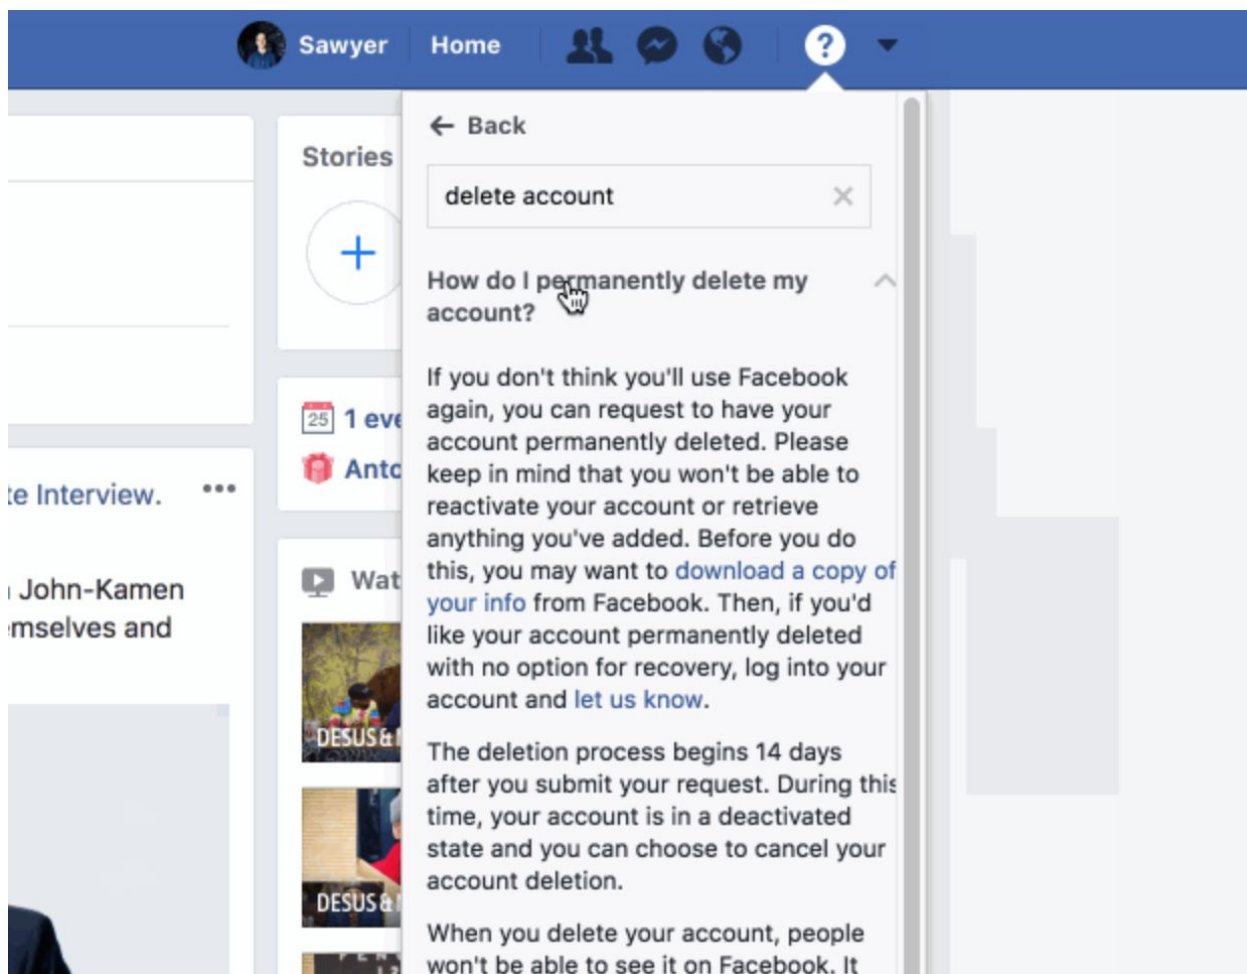 Sawyer
Home
?
← Back
Stories
delete account
How do I permanently delete my
account?
If you don't think you'll use Facebook
again, you can request to have your
account permanently deleted. Please
keep in mind that you won't be able to
reactivate your account or retrieve
anything you've added. Before you do
this, you may want to download a copy of
your info from Facebook. Then, if you'd
like your account permanently deleted
with no option for recovery, log into your
account and let us know.
The deletion process begins 14 days
after you submit your request. During this
time, your account is in a deactivated
state and you can choose to cancel your
account deletion.
When you delete your account, people
won't be able to see it on Facebook. It
25
1 eve
Anto
te Interview.
John-Kamen
emselves and
Wat
DESUS &
DESUS &